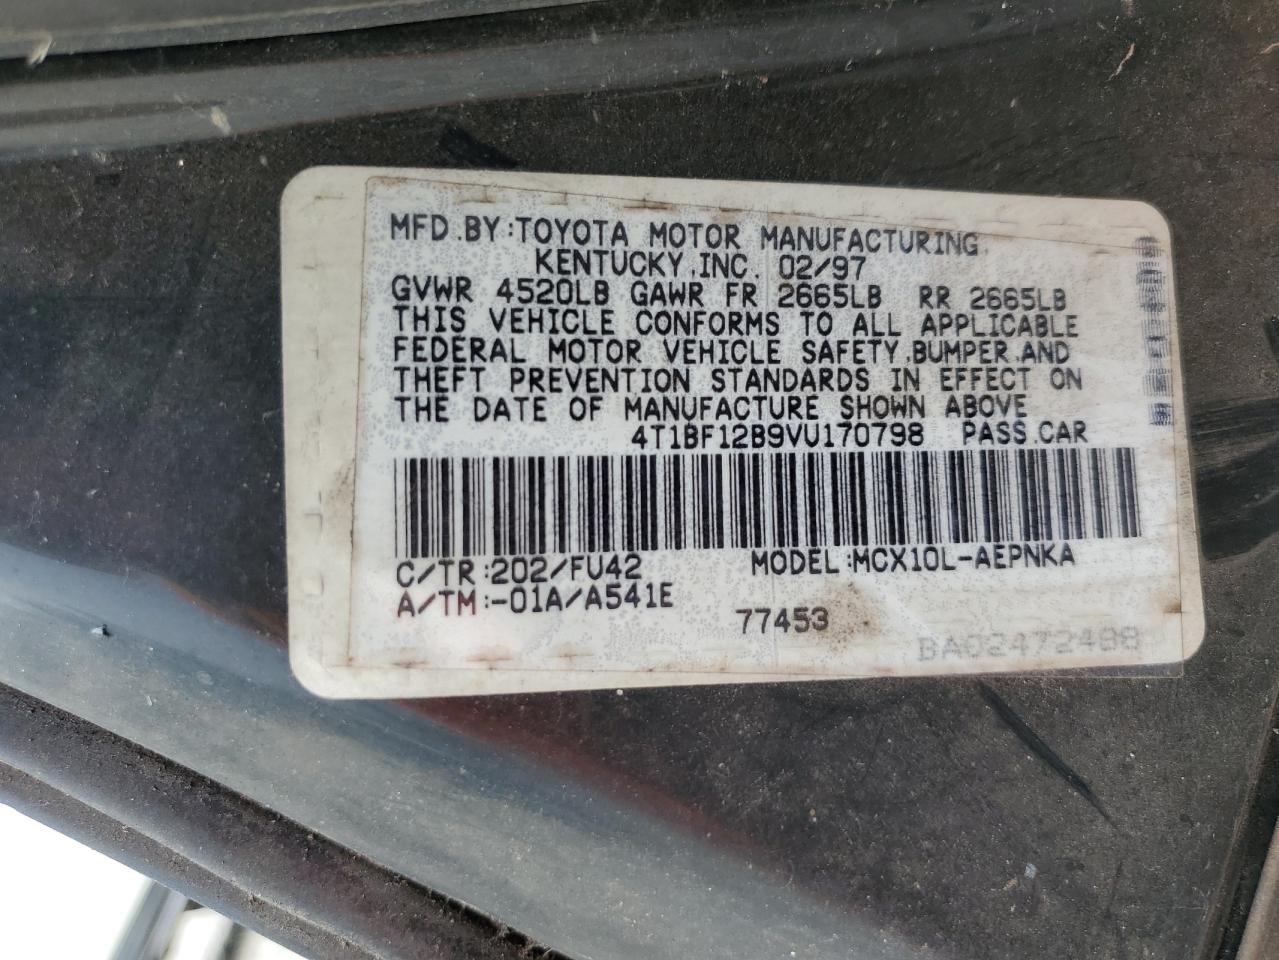 MFD.BY:TOYOTA MOTOR MANUFACTURING,
KENTUCKY,INC. 02/97
GVWR 4520LB GAWR FR 2665LB RR 2665LB
THIS VEHICLE CONFORMS TO ALL APPLICABLE
FEDERAL MOTOR VEHICLE SAFETY,BUMPER,AND
THEFT PREVENTION STANDARDS IN EFFECT ON
THE DATE OF MANUFACTURE SHOWN ABOVE
4T1BF12B9VU170798 PASS.CAR
C/TR:202/FU42 MODEL:MCX10L-AEPNKA
A/TM:-01A/A541E
77453
BA02472488